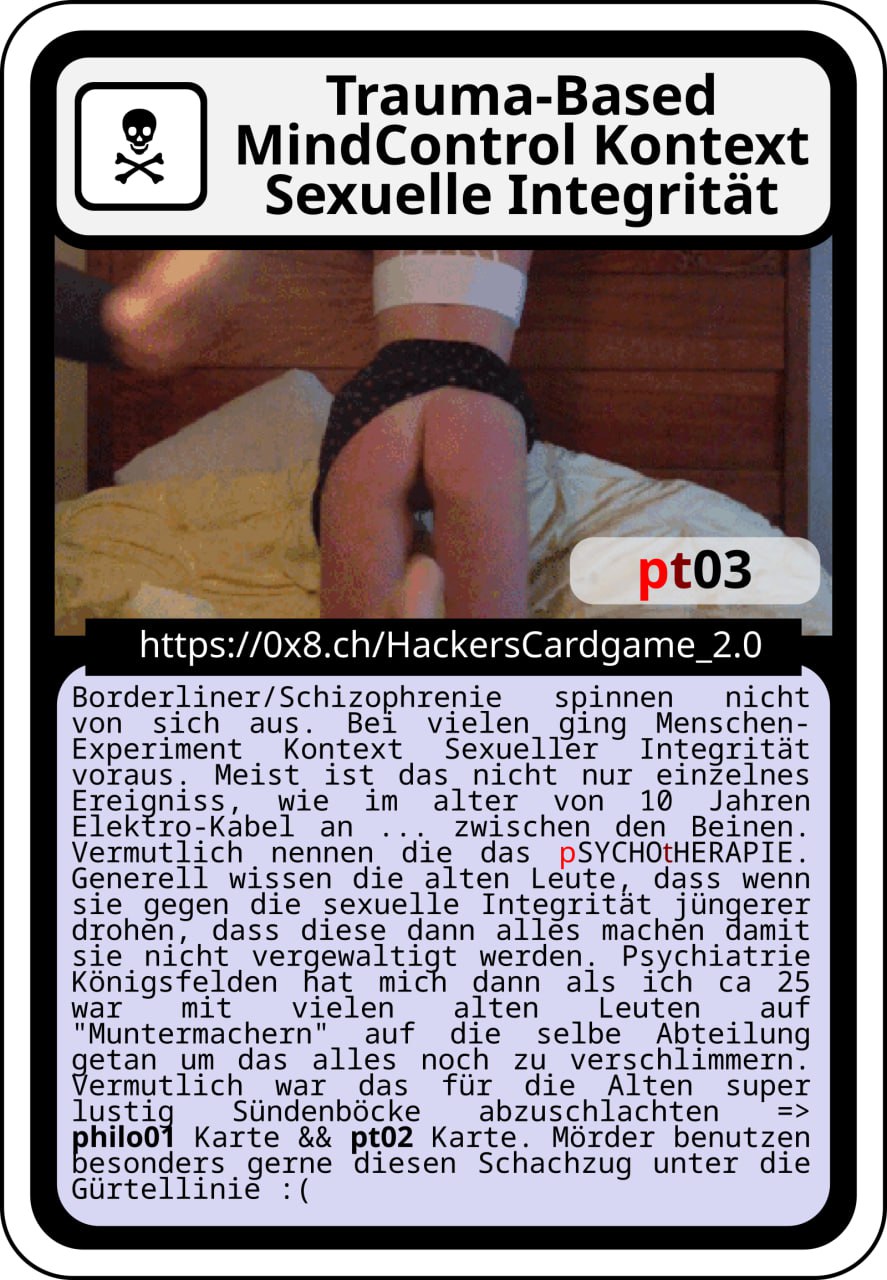 Trauma-Based
MindControl Kontext
Sexuelle Integrität
pt03
https://0x8.ch/HackersCardgame_2.0
Borderliner/Schizophrenie spinnen nicht
von sich aus. Bei vielen ging Menschen-
Experiment Kontext Sexueller Integrität
voraus. Meist ist das nicht nur einzelnes
Ereigniss, wie im alter von 10 Jahren
Elektro-Kabel an ... zwischen den Beinen.
Vermutlich nennen die das pSYCHOtHERAPIE.
Generell wissen die alten Leute, dass wenn
sie gegen die sexuelle Integrität jüngerer
drohen, dass diese dann alles machen damit
sie nicht vergewaltigt werden. Psychiatrie
Königsfelden hat mich dann als ich ca 25
war mit vielen alten Leuten auf
"Muntermachern" auf die selbe Abteilung
getan um das alles noch zu verschlimmern.
Vermutlich war das für die Alten super
lustig Sündenböcke abzuschlachten =>
philo01 Karte && pt02 Karte. Mörder benutzen
besonders gerne diesen Schachzug unter die
Gürtellinie :(